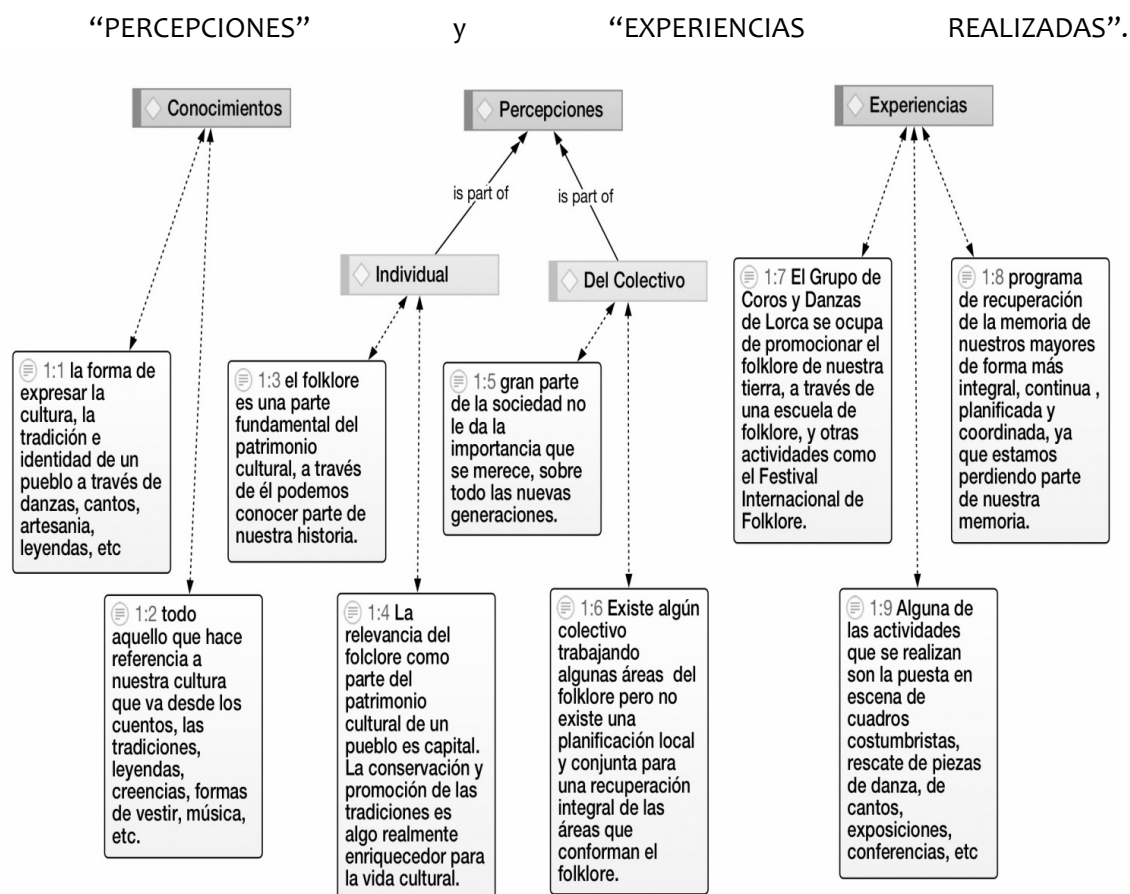 “PERCEPCIONES” y “EXPERIENCIAS REALIZADAS”.
Conocimientos
Percepciones
Experiencias
is part of
is part of
Individual
Del Colectivo
1:1 la forma de
expresar la
cultura, la
tradición e
identidad de un
pueblo a través de
danzas, cantos,
artesania,
leyendas, etc
1:3 el folklore
es una parte
fundamental del
patrimonio
cultural, a través
de él podemos
conocer parte de
nuestra historia.
1:5 gran parte
de la sociedad no
le da la
importancia que
se merece, sobre
todo las nuevas
generaciones.
1:7 El Grupo de
Coros y Danzas
de Lorca se ocupa
de promocionar el
folklore de nuestra
tierra, a través de
una escuela de
folklore, y otras
actividades como
el Festival
Internacional de
Folklore.
1:8 programa
de recuperación
de la memoria de
nuestros mayores
de forma más
integral, continua ,
planificada y
coordinada, ya
que estamos
perdiendo parte
de nuestra
memoria.
1:2 todo
aquello que hace
referencia a
nuestra cultura
que va desde los
cuentos, las
tradiciones,
leyendas,
creencias, formas
de vestir, música,
etc.
1:4 La
relevancia del
folclore como
parte del
patrimonio
cultural de un
pueblo es capital.
La conservación y
promoción de las
tradiciones es
algo realmente
enriquecedor para
la vida cultural.
1:6 Existe algún
colectivo
trabajando
algunas áreas del
folklore pero no
existe una
planificación local
y conjunta para
una recuperación
integral de las
áreas que
conforman el
folklore.
1:9 Alguna de
las actividades
que se realizan
son la puesta en
escena de
cuadros
costumbristas,
rescate de piezas
de danza, de
cantos,
exposiciones,
conferencias, etc